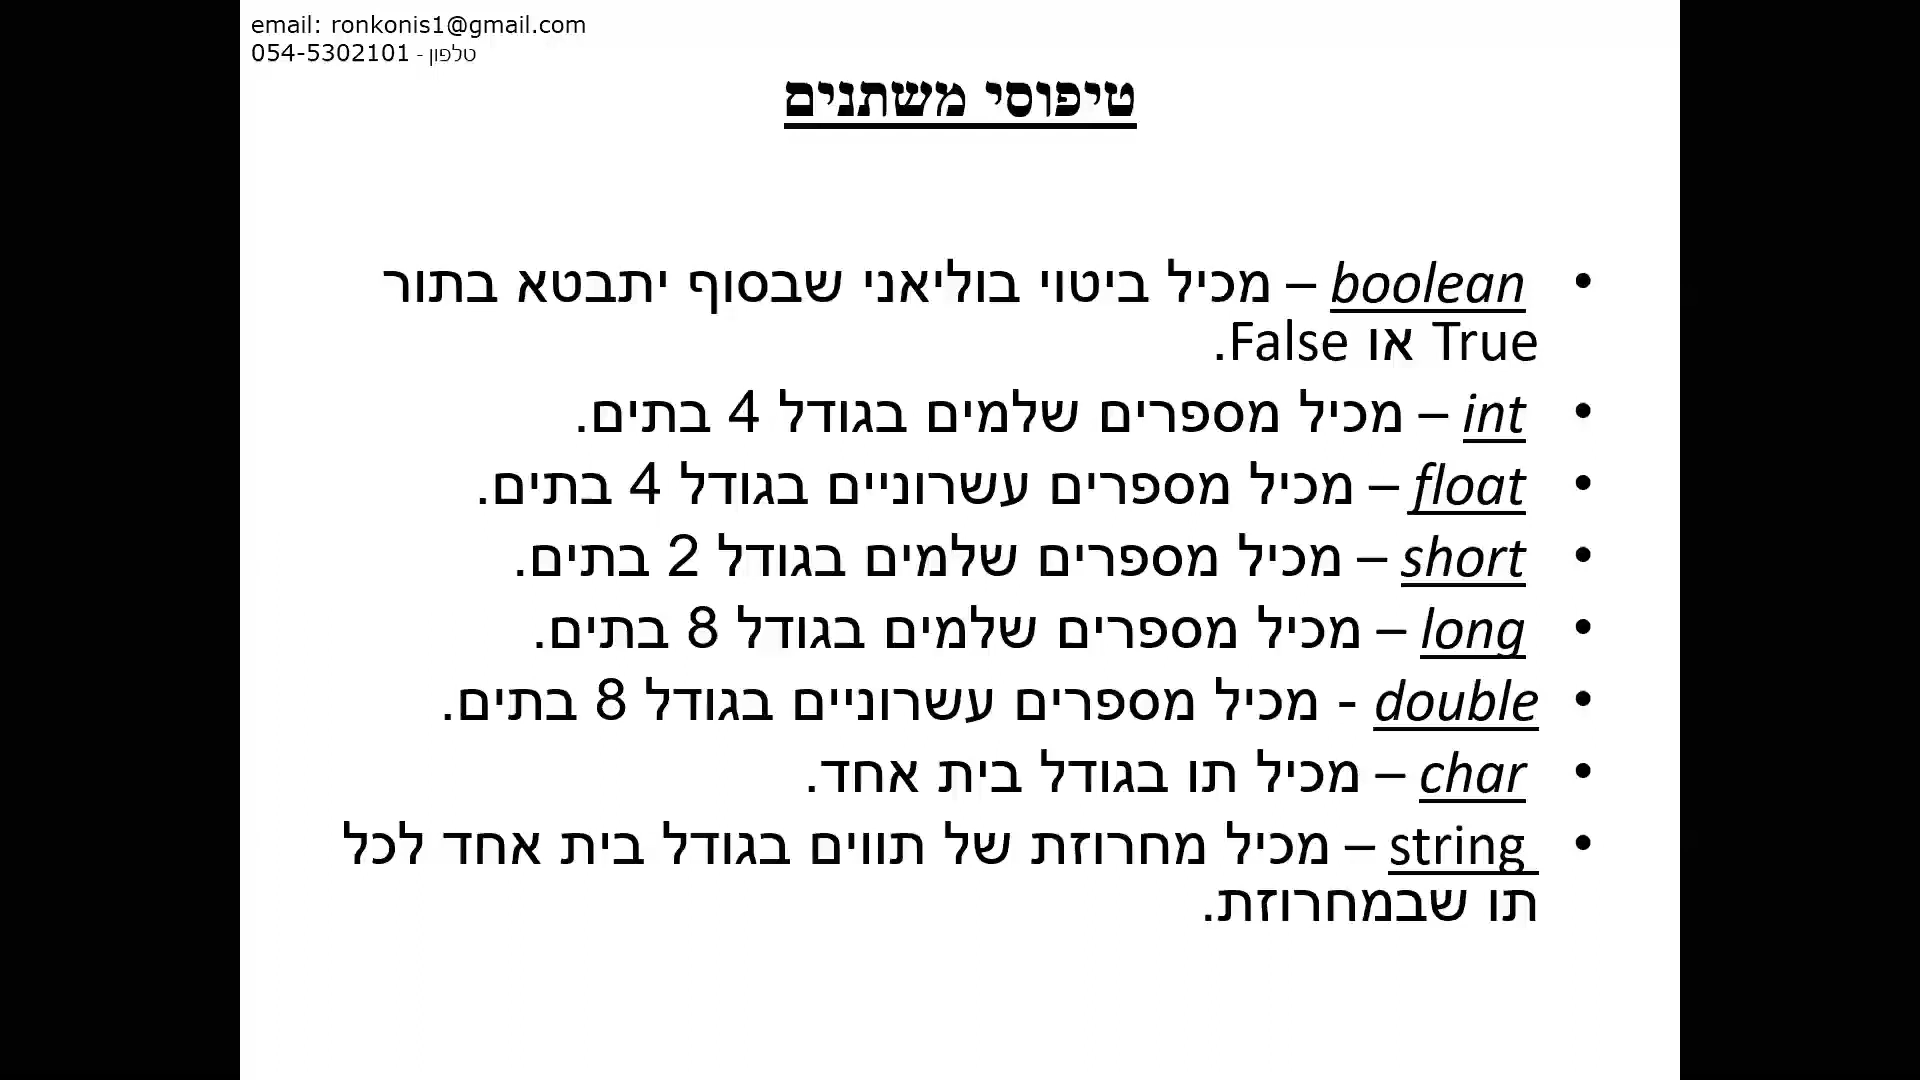 email: ronkonis1@gmail.com
טלפון - 054-5302101
טיפוסי משתנים
• boolean – מכיל ביטוי בוליאני שבסוף יתבטא בתור
True או False.
• int – מכיל מספרים שלמים בגודל 4 בתים.
• float – מכיל מספרים עשרוניים בגודל 4 בתים.
• short – מכיל מספרים שלמים בגודל 2 בתים.
• long – מכיל מספרים שלמים בגודל 8 בתים.
• double - מכיל מספרים עשרוניים בגודל 8 בתים.
• char – מכיל תו בגודל בית אחד.
• string – מכיל מחרוזת של תווים בגודל בית אחד לכל
תו שבמחרוזת.